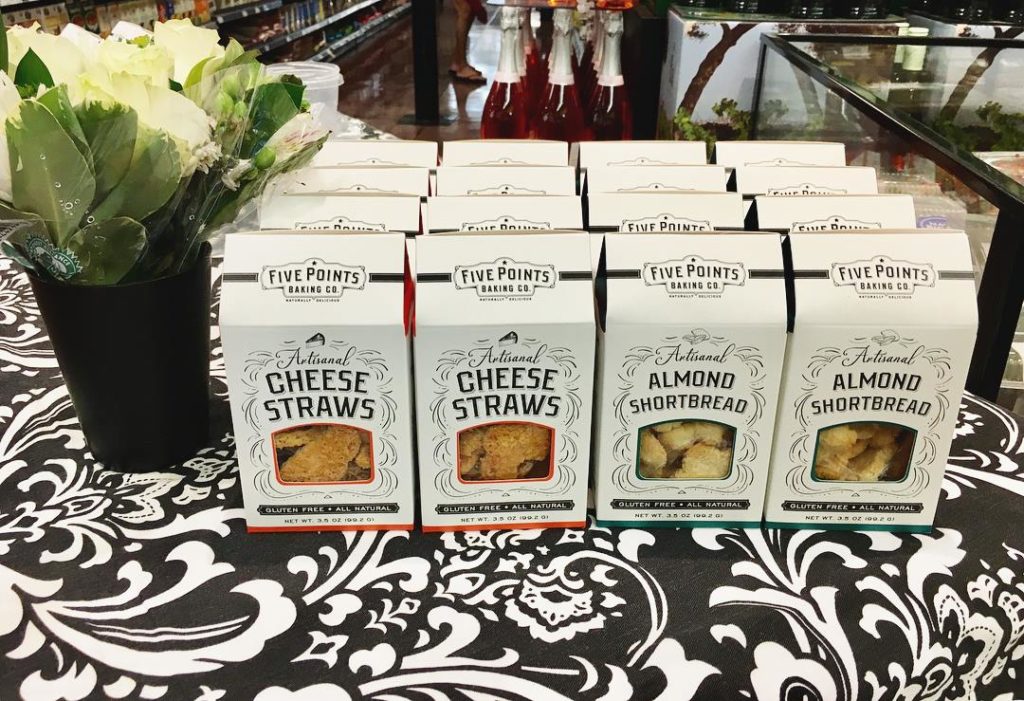 FIVE POINTS
BAKING CO.
NATURALLY DELICIOUS
Artisanal
CHEESE
STRAWS
GLUTEN FREE • ALL NATURAL
NET WT. 3.5 OZ (99.2 G)
FIVE POINTS
BAKING CO.
NATURALLY DELICIOUS
Artisanal
CHEESE
STRAWS
GLUTEN FREE • ALL NATURAL
NET WT. 3.5 OZ (99.2 G)
FIVE POINTS
BAKING CO.
NATURALLY DELICIOUS
Artisanal
ALMOND
SHORTBREAD
GLUTEN FREE • ALL NATURAL
NET WT. 3.5 OZ (99.2 G)
FIVE POINTS
BAKING CO.
NATURALLY DELICIOUS
Artisanal
ALMOND
SHORTBREAD
GLUTEN FREE • ALL NATURAL
NET WT. 3.5 OZ (99.2 G)